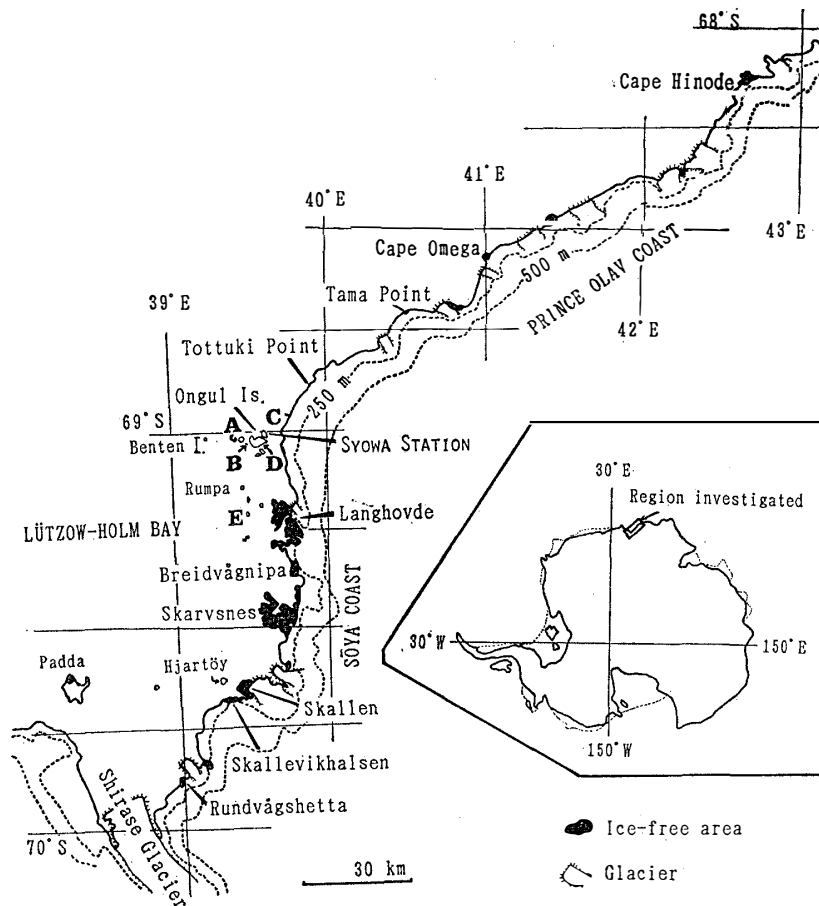 68°S
Cape Hinode
41°E
40°E
43°E
Cape Omega
500 m.
PRINCE OLAV COAST
Tama Point
39°E
42°E
Tottuki Point
250 m.
Ongul Is.
69°S
A
C
Benten I.
SYOWA STATION
B
D
Rumpa
30°E
Region investigated
E
Langhovde
LÜTZOW-HOLM BAY
Breidvågnipa
SŌYA COAST
Skarvsnes
30°W
150°E
Padda
Hjartöy
Skallen
150°W
Skallevikhalsen
Shirase Glacier
Rundvågshetta
70°S
Ice-free area
30 km
Glacier